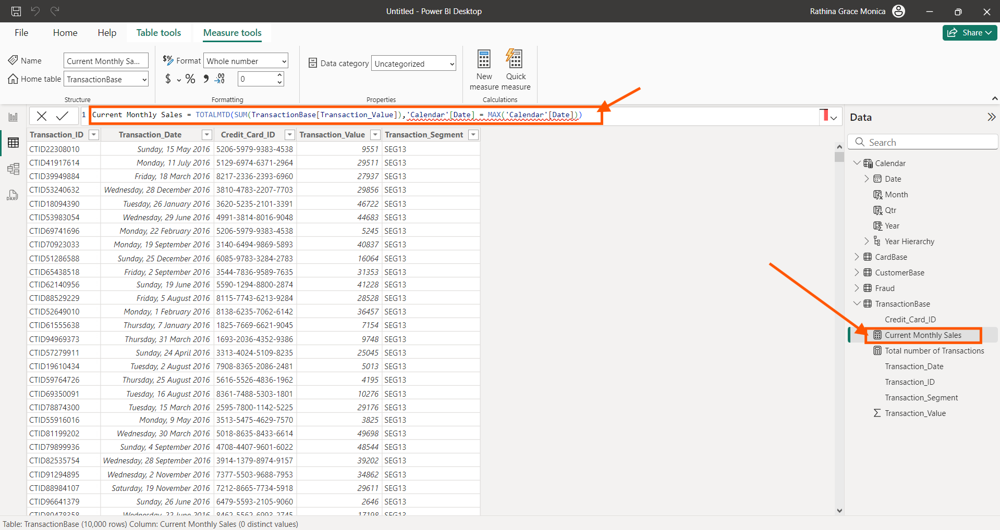 Untitled - Power BI Desktop
Rathina Grace Monica
File Home Help Table tools Measure tools
Share
Name Current Monthly Sa...
Home table TransactionBase
Structure
Format Whole number
$ % , .00 →0 0
Formatting
Data category Uncategorized
Properties
New measure
Quick measure
Calculations
1 Current Monthly Sales = TOTALMTD(SUM(TransactionBase[Transaction_Value]),'Calendar'[Date] = MAX('Calendar'[Date]))
Transaction_ID Transaction_Date Credit_Card_ID Transaction_Value Transaction_Segment
CTID22308010 Sunday, 15 May 2016 5206-5979-9383-4538 9551 SEG13
CTID41917614 Monday, 11 July 2016 5129-6974-6371-2964 29511 SEG13
CTID39949884 Friday, 18 March 2016 8217-2336-2393-6960 27937 SEG13
CTID53240632 Wednesday, 28 December 2016 3810-4783-2207-7703 29856 SEG13
CTID18094390 Tuesday, 26 January 2016 3620-5235-2101-3391 46722 SEG13
CTID53983054 Wednesday, 29 June 2016 4991-3814-8016-9048 44683 SEG13
CTID69741696 Monday, 22 February 2016 5206-5979-9383-4538 5245 SEG13
CTID70923033 Monday, 19 September 2016 3140-6494-9869-5893 40837 SEG13
CTID51286588 Sunday, 25 December 2016 6085-9783-3284-2783 16064 SEG13
CTID65438518 Friday, 2 September 2016 3544-7836-9589-7635 31353 SEG13
CTID62140956 Sunday, 19 June 2016 5590-1294-8800-2874 41228 SEG13
CTID88529229 Friday, 5 August 2016 8115-7743-6213-9284 28528 SEG13
CTID52649010 Monday, 1 February 2016 8138-6235-7062-6142 36457 SEG13
CTID61555638 Thursday, 7 January 2016 1825-7669-6621-9045 7154 SEG13
CTID94969373 Thursday, 31 March 2016 1693-2036-4352-9386 9748 SEG13
CTID57279911 Sunday, 24 April 2016 3313-4024-5109-8235 25045 SEG13
CTID19610434 Tuesday, 2 August 2016 7908-8365-2086-2481 5013 SEG13
CTID59764726 Thursday, 25 August 2016 5616-5526-4836-1962 4195 SEG13
CTID69350091 Tuesday, 16 August 2016 8361-7488-5303-1801 10276 SEG13
CTID78874300 Tuesday, 15 March 2016 2595-7800-1142-5225 29176 SEG13
CTID55916016 Monday, 9 May 2016 3513-5475-4629-7570 3825 SEG13
CTID81199202 Wednesday, 30 March 2016 5018-8635-8433-6614 49698 SEG13
CTID79899936 Sunday, 4 September 2016 4708-4407-9601-6022 48544 SEG13
CTID82535754 Wednesday, 28 September 2016 3914-1379-8974-9157 39202 SEG13
CTID91294895 Wednesday, 2 November 2016 7377-5503-9688-7953 34862 SEG13
CTID88984107 Saturday, 19 November 2016 7212-8665-7734-5918 29611 SEG13
CTID96641379 Sunday, 26 June 2016 6479-5593-2105-9060 2646 SEG13
CTID80478358 Wednesday, 22 June 2016 8462-5562-6993-2745 17198 SEG13
Data
Search
Calendar
Date
Month
Qtr
Year
Year Hierarchy
CardBase
CustomerBase
Fraud
TransactionBase
Credit_Card_ID
Current Monthly Sales
Total number of Transactions
Transaction_Date
Transaction_ID
Transaction_Segment
Transaction_Value
DAX
Table: TransactionBase (10,000 rows) Column: Current Monthly Sales (0 distinct values)